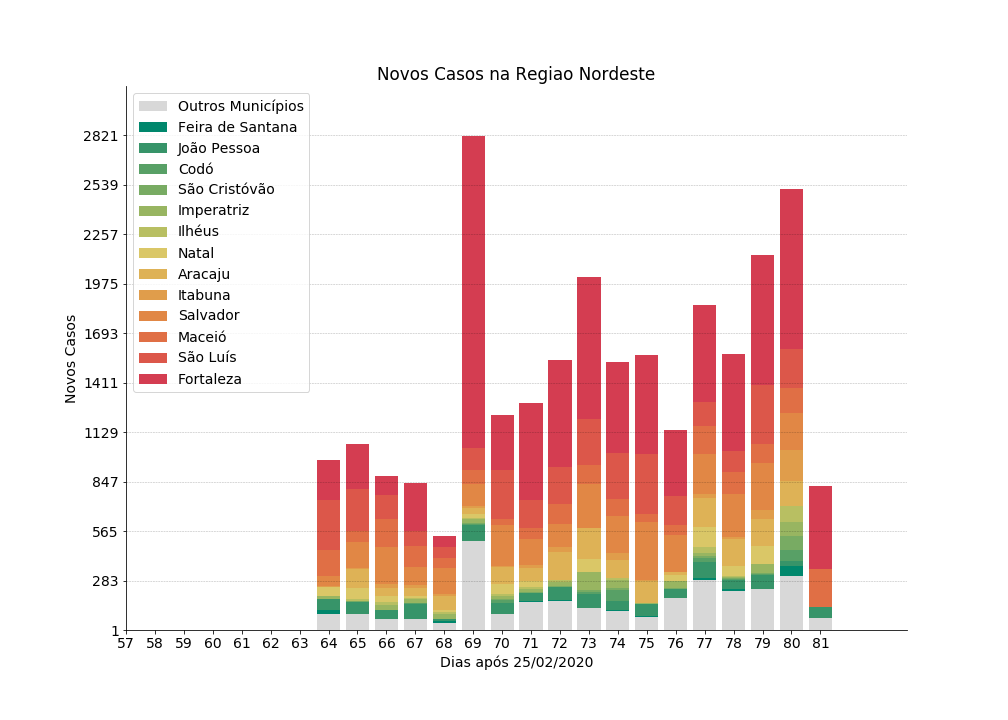 Novos Casos na Regiao Nordeste
Outros Municípios
Feira de Santana
João Pessoa
Codó
São Cristóvão
Imperatriz
Ilhéus
Natal
Aracaju
Itabuna
Salvador
Maceió
São Luís
Fortaleza
Novos Casos
2821
2539
2257
1975
1693
1411
1129
847
565
283
1
57 58 59 60 61 62 63 64 65 66 67 68 69 70 71 72 73 74 75 76 77 78 79 80 81
Dias após 25/02/2020